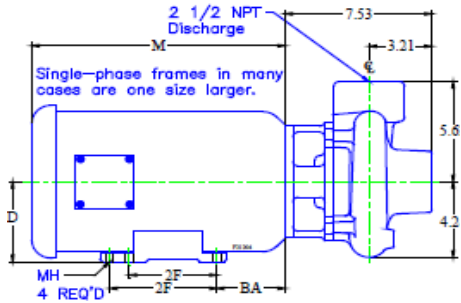 2 1/2 NPT
Discharge
7.53
M
3.21
℄
Single-phase frames in many
cases are one size larger.
5.6
D
4.2
MH
4 REQ'D
2F
2F
BA